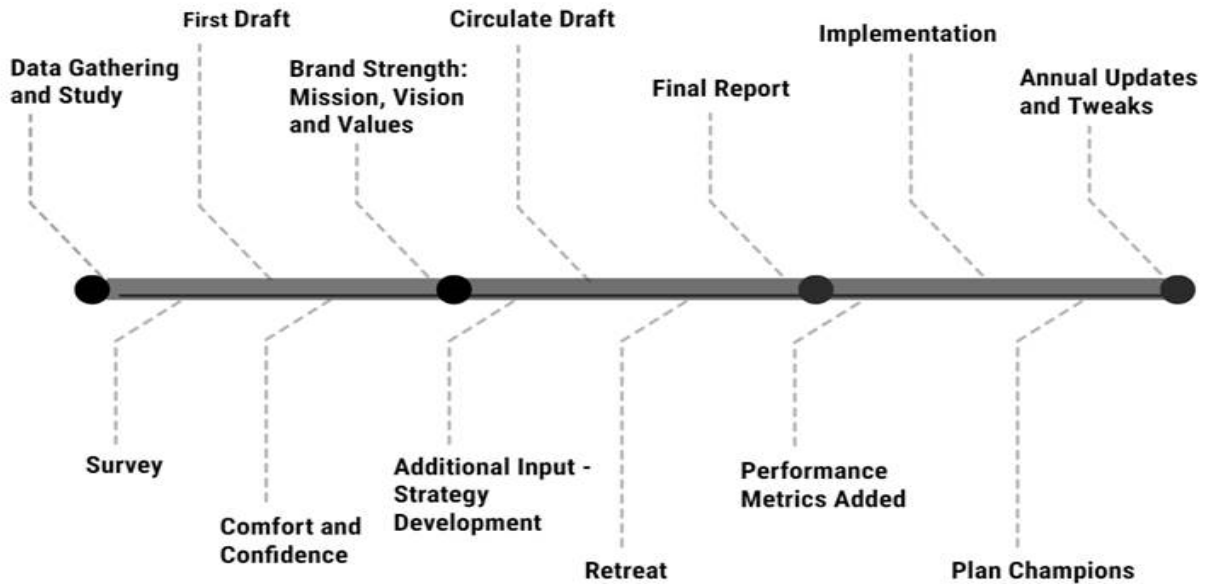 First Draft
Circulate Draft
Implementation
Data Gathering
and Study
Brand Strength:
Mission, Vision
and Values
Final Report
Annual Updates
and Tweaks
Survey
Comfort and
Confidence
Additional Input -
Strategy
Development
Retreat
Performance
Metrics Added
Plan Champions